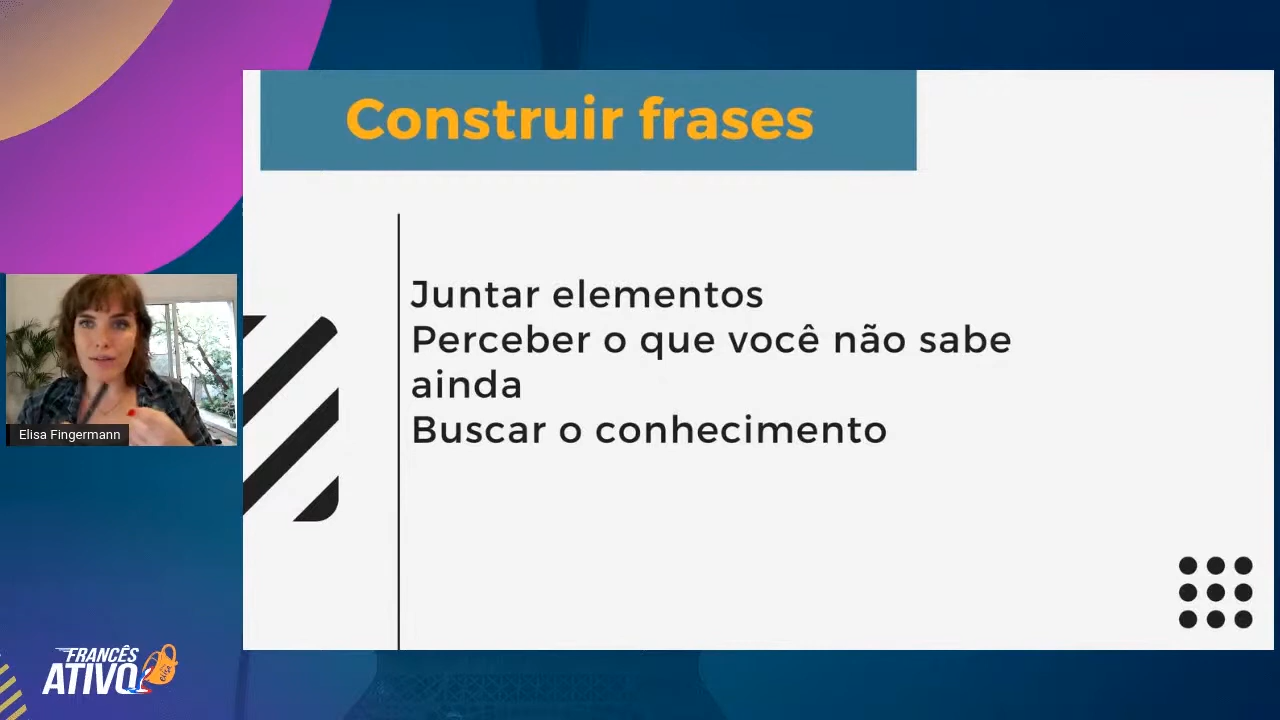 Construir frases
Juntar elementos
Perceber o que você não sabe
ainda
Buscar o conhecimento
Elisa Fingermann
FRANCÊS
ATIVO